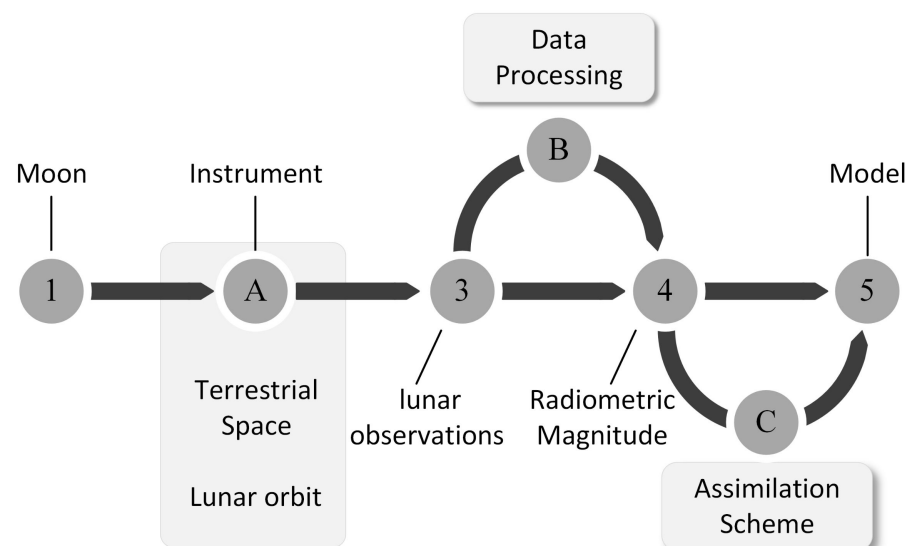 Data
Processing
B
Moon
Instrument
Model
1
A
3
4
5
Terrestrial
Space
Lunar orbit
lunar
observations
Radiometric
Magnitude
C
Assimilation
Scheme